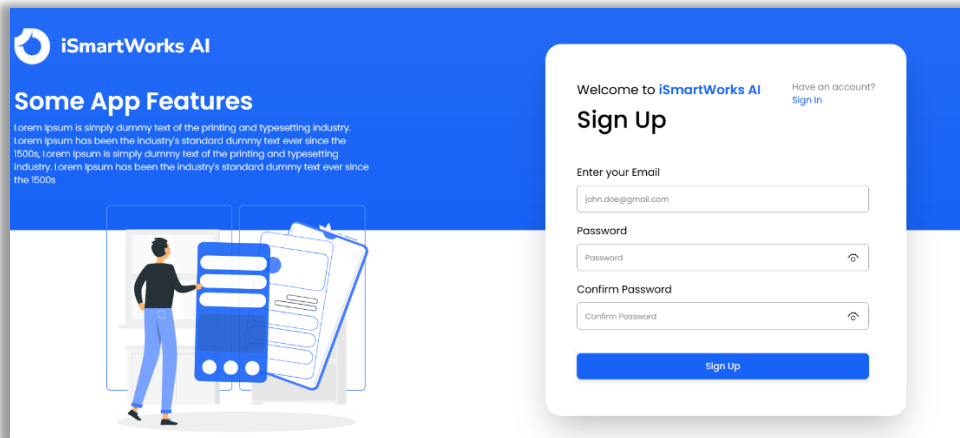 iSmartWorks AI
Some App Features
Lorem Ipsum is simply dummy text of the printing and typesetting industry.
Lorem Ipsum has been the industry's standard dummy text ever since the
1500s, Lorem Ipsum is simply dummy text of the printing and typesetting
industry. Lorem Ipsum has been the industry's standard dummy text ever since
the 1500s
Welcome to iSmartWorks AI
Have an account?
Sign In
Sign Up
Enter your Email
john.doe@gmail.com
Password
Password
Confirm Password
Confirm Password
Sign Up